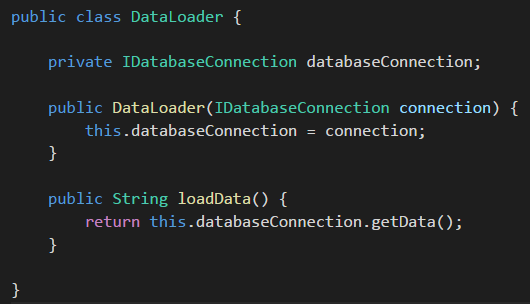 public class DataLoader {
private IDatabaseConnection databaseConnection;
public DataLoader(IDatabaseConnection connection) {
this.databaseConnection = connection;
}
public String loadData() {
return this.databaseConnection.getData();
}
}